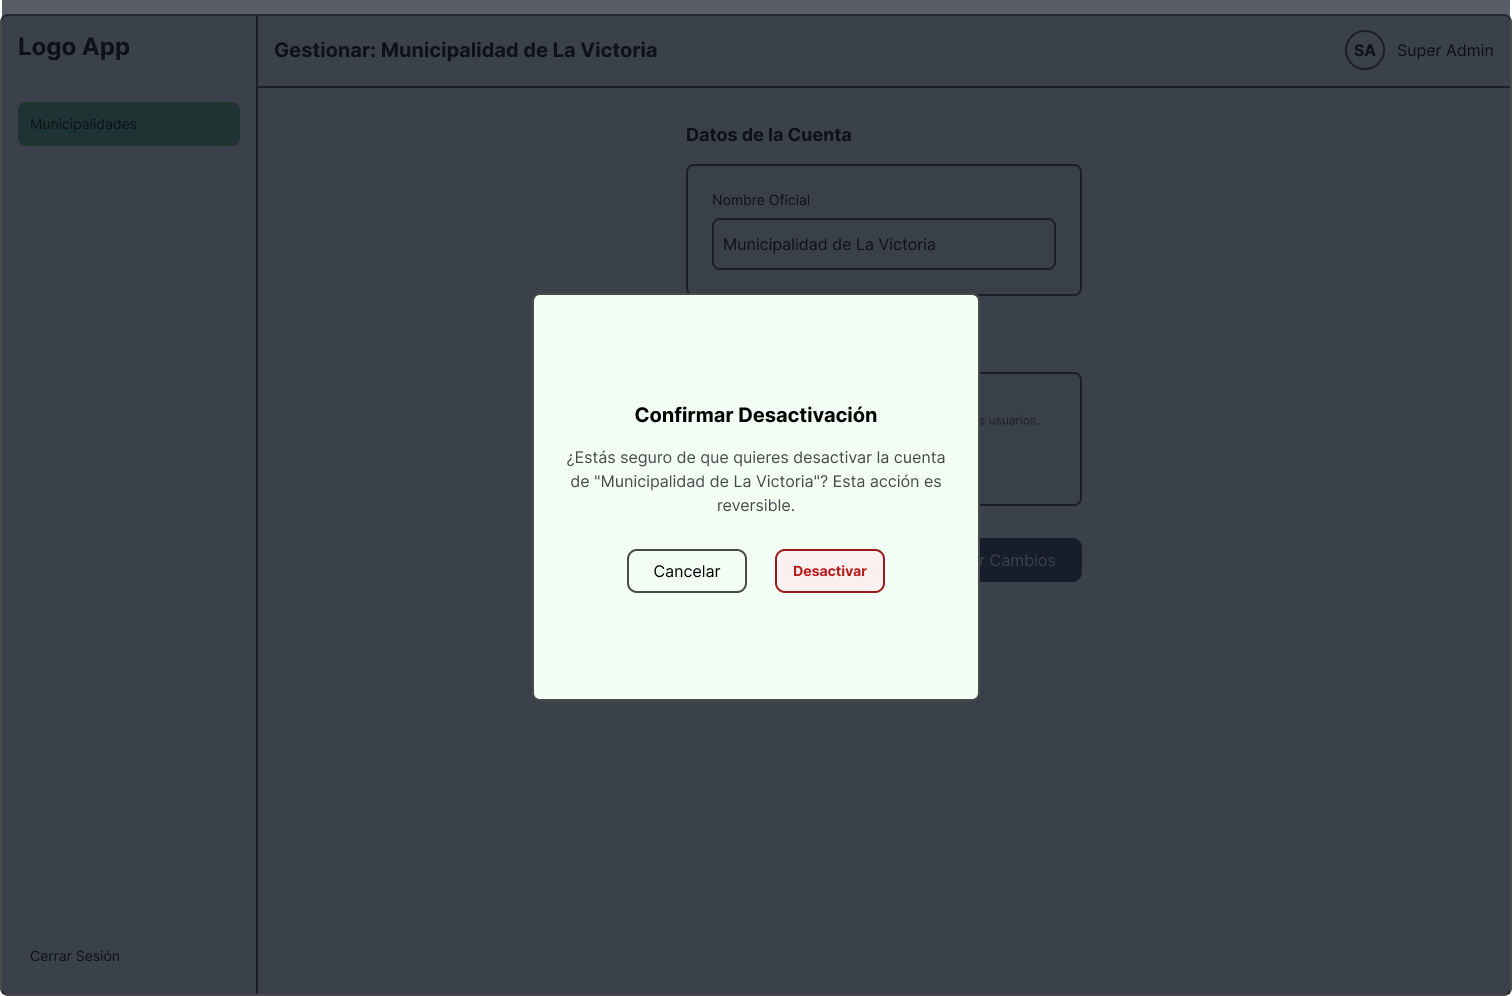 Logo App
Gestionar: Municipalidad de La Victoria
SA
Super Admin
Municipalidades
Datos de la Cuenta
Nombre Oficial
Municipalidad de La Victoria
usuarios.
Confirmar Desactivación
¿Estás seguro de que quieres desactivar la cuenta
de "Municipalidad de La Victoria"? Esta acción es
reversible.
Cancelar
Desactivar
Cambios
Cerrar Sesión